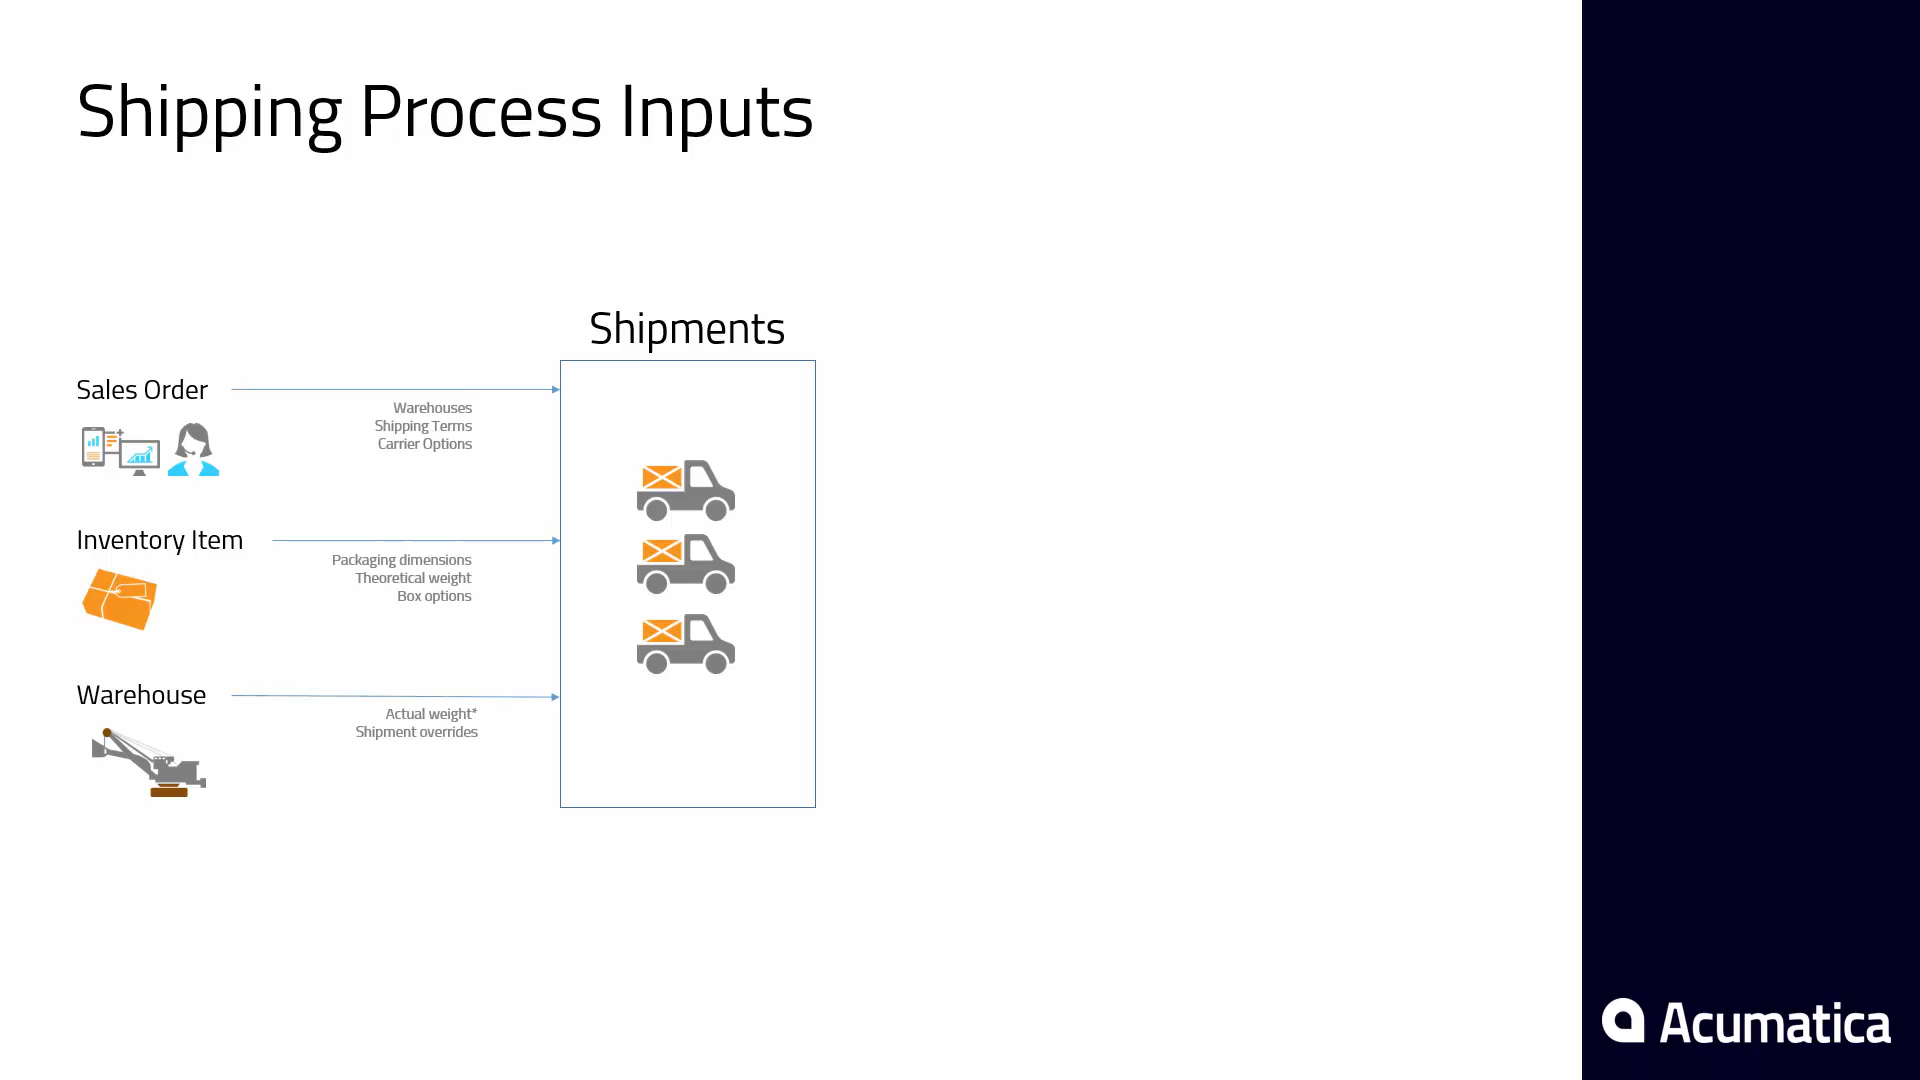 Shipping Process Inputs
Shipments
Sales Order
Warehouses
Shipping Terms
Carrier Options
Inventory Item
Packaging dimensions
Theoretical weight
Box options
Warehouse
Actual weight*
Shipment overrides
Acumatica